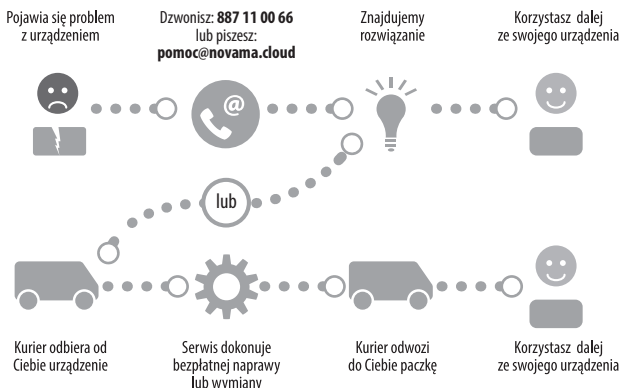 Pojawia się problem
z urządzeniem
Dzwonisz: 887 11 00 66
lub piszesz:
pomoc@novama.cloud
Znajdujemy
rozwiązanie
Korzystasz dalej
ze swojego urządzenia
@
lub
Kurier odbiera od
Ciebie urządzenie
Serwis dokonuje
bezpłatnej naprawy
lub wymiany
Kurier odwozi
do Ciebie paczkę
Korzystasz dalej
ze swojego urządzenia